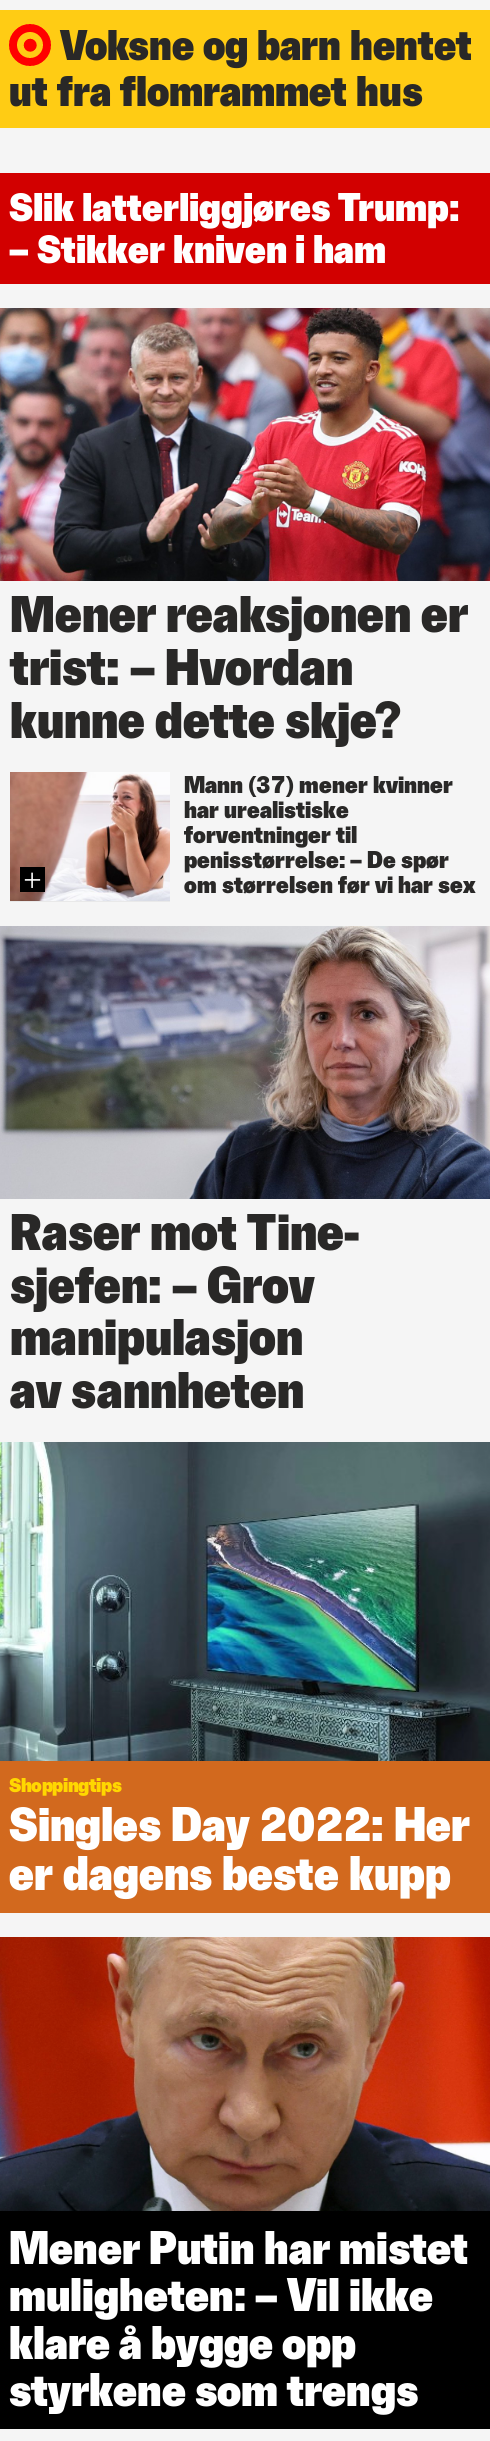 Voksne og barn hentet
ut fra flomrammet hus
Slik latterliggjøres Trump:
– Stikker kniven i ham
KOH
Team
Mener reaksjonen er
trist: – Hvordan
kunne dette skje?
Mann (37) mener kvinner
har urealistiske
forventninger til
penisstørrelse: – De spør
om størrelsen før vi har sex
Raser mot Tine-
sjefen: – Grov
manipulasjon
av sannheten
Shoppingtips
Singles Day 2022: Her
er dagens beste kupp
Mener Putin har mistet
muligheten: – Vil ikke
klare å bygge opp
styrkene som trengs